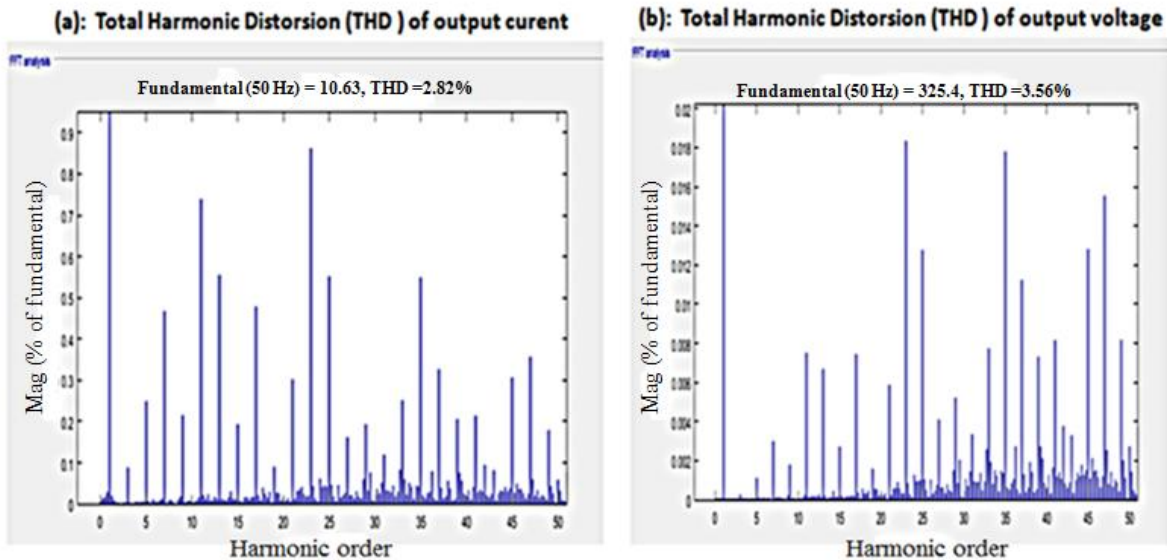 (a): Total Harmonic Distorsion (THD ) of output curent
FFT analysis
Fundamental (50 Hz) = 10.63, THD =2.82%
Mag (% of fundamental)
0.9
0.8
0.7
0.6
0.5
0.4
0.3
0.2
0.1
0
0 5 10 15 20 25 30 35 40 45 50
Harmonic order
(b): Total Harmonic Distorsion (THD ) of output voltage
FFT analysis
Fundamental (50 Hz) = 325.4, THD =3.56%
Mag (% of fundamental)
0.02
0.018
0.016
0.014
0.012
0.01
0.008
0.006
0.004
0.002
0
0 5 10 15 20 25 30 35 40 45 50
Harmonic order